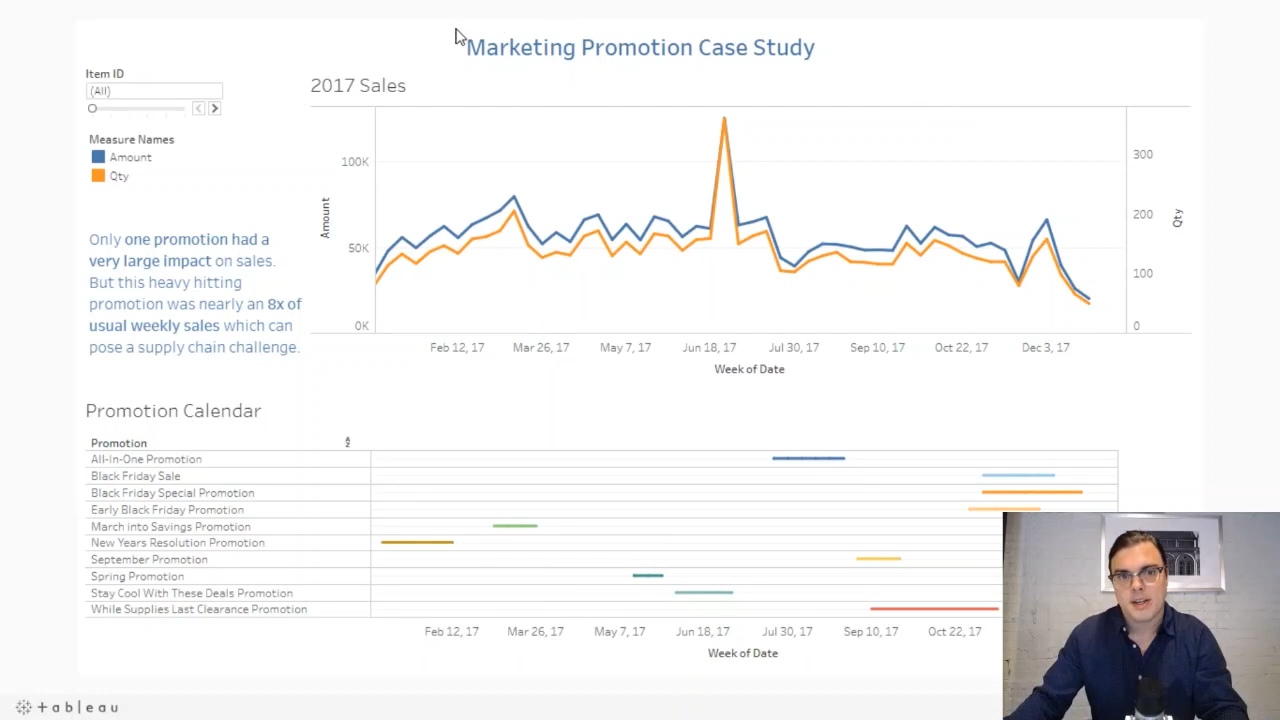 Marketing Promotion Case Study
Item ID
(All)
Measure Names
Amount
Qty
Only one promotion had a
very large impact on sales.
But this heavy hitting
promotion was nearly an 8x of
usual weekly sales which can
pose a supply chain challenge.
2017 Sales
Amount
100K
50K
0K
300
200
100
0
Qty
Feb 12, 17 Mar 26, 17 May 7, 17 Jun 18, 17 Jul 30, 17 Sep 10, 17 Oct 22, 17 Dec 3, 17
Week of Date
Promotion Calendar
Promotion
All-In-One Promotion
Black Friday Sale
Black Friday Special Promotion
Early Black Friday Promotion
March into Savings Promotion
New Years Resolution Promotion
September Promotion
Spring Promotion
Stay Cool With These Deals Promotion
While Supplies Last Clearance Promotion
Feb 12, 17 Mar 26, 17 May 7, 17 Jun 18, 17 Jul 30, 17 Sep 10, 17 Oct 22, 17
Week of Date
+ a b | e a u